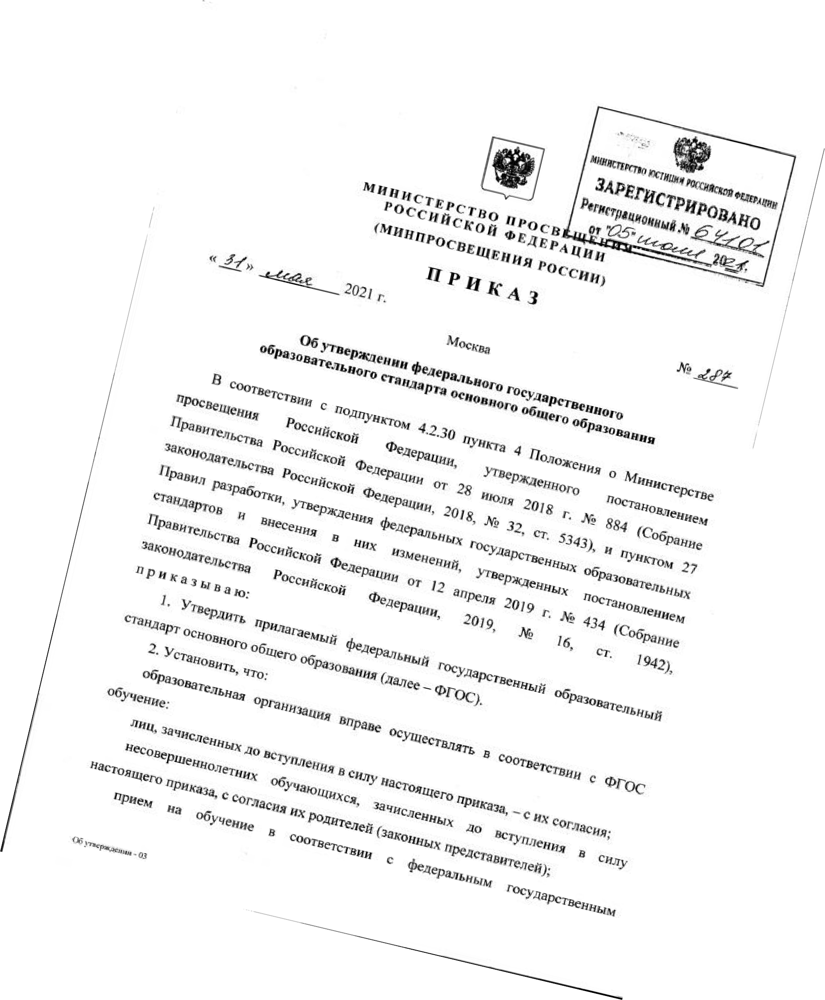 МИНИСТЕРСТВО ЮСТИЦИИ РОССИЙСКОЙ ФЕДЕРАЦИИ
ЗАРЕГИСТРИРОВАНО
Регистрационный № 64101
от "05" июля 2021.
МИНИСТЕРСТВО ПРОСВЕЩЕНИЯ
РОССИЙСКОЙ ФЕДЕРАЦИИ
(МИНПРОСВЕЩЕНИЯ РОССИИ)
ПРИКАЗ
« 31 » мая 2021 г.
№ 287
Москва
Об утверждении федерального государственного
образовательного стандарта основного общего образования
В соответствии с подпунктом 4.2.30 пункта 4 Положения о Министерстве
просвещения Российской Федерации, утвержденного постановлением
Правительства Российской Федерации от 28 июля 2018 г. № 884 (Собрание
законодательства Российской Федерации, 2018, № 32, ст. 5343), и пунктом 27
Правил разработки, утверждения федеральных государственных образовательных
стандартов и внесения в них изменений, утвержденных постановлением
Правительства Российской Федерации от 12 апреля 2019 г. № 434 (Собрание
законодательства Российской Федерации, 2019, № 16, ст. 1942),
п р и к а з ы в а ю:
1. Утвердить прилагаемый федеральный государственный образовательный
стандарт основного общего образования (далее – ФГОС).
2. Установить, что:
образовательная организация вправе осуществлять в соответствии с ФГОС
обучение:
лиц, зачисленных до вступления в силу настоящего приказа, – с их согласия;
несовершеннолетних обучающихся, зачисленных до вступления в силу
настоящего приказа, с согласия их родителей (законных представителей);
прием на обучение в соответствии с федеральным государственным
Об утверждении - 03